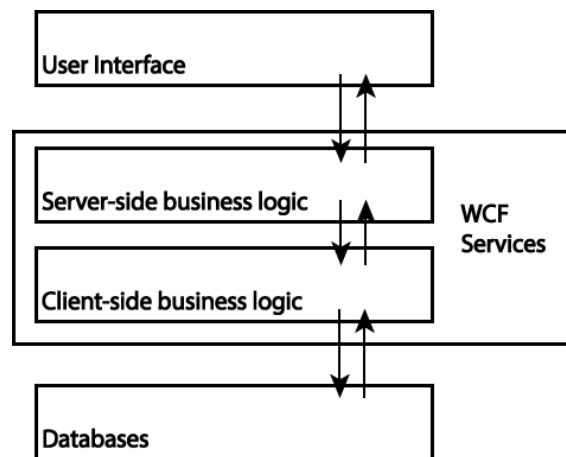 User Interface
Server-side business logic
WCF
Services
Client-side business logic
Databases